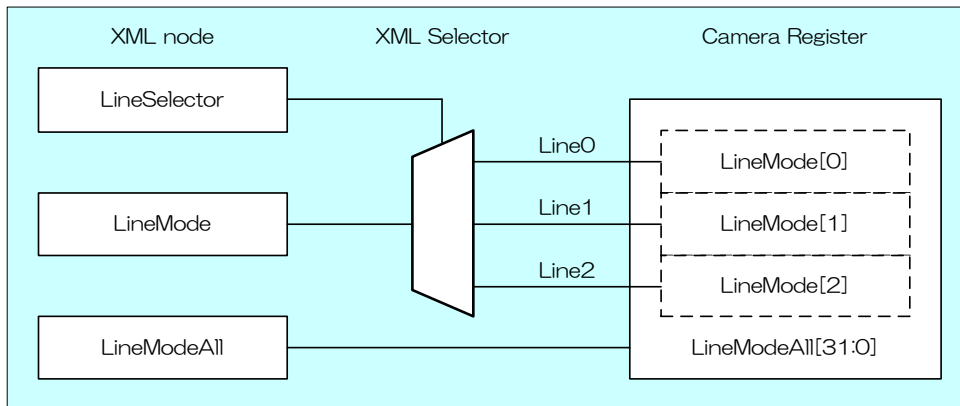 XML node
XML Selector
Camera Register
LineSelector
Line0
LineMode[0]
LineMode
Line1
LineMode[1]
Line2
LineMode[2]
LineModeAll
LineModeAll[31:0]